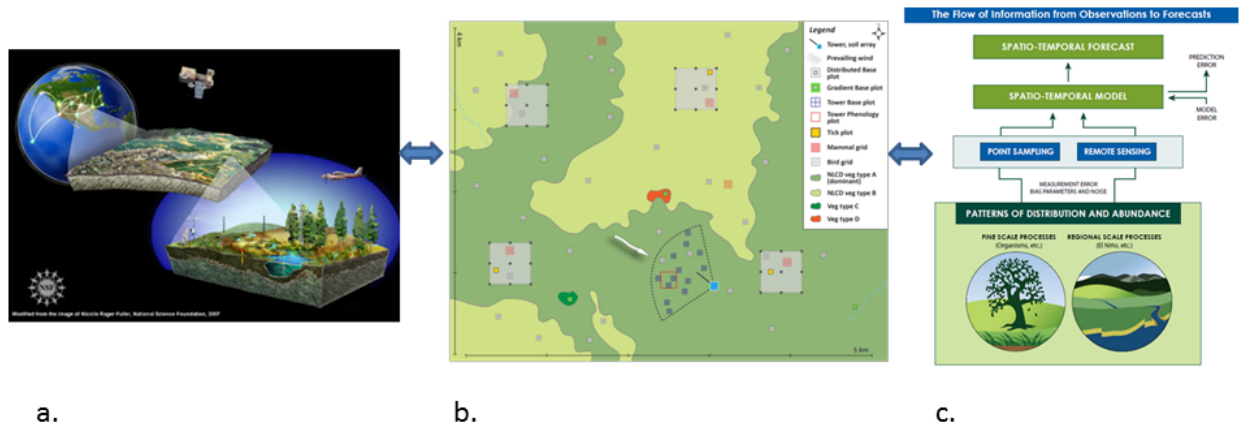 NSF
Modified from the image of Nicolle Rager Fuller, National Science Foundation, 2007
a.
4 km
5 km
Legend
Tower, soil array
Prevailing wind
Distributed Base
plot
Gradient Base plot
Tower Base plot
Tower Phenology
plot
Tick plot
Mammal grid
Bird grid
NLCD veg type A
(dominant)
NLCD veg type B
Veg type C
Veg type D
b.
The Flow of Information from Observations to Forecasts
SPATIO-TEMPORAL FORECAST
PREDICTION
ERROR
SPATIO-TEMPORAL MODEL
MODEL
ERROR
POINT SAMPLING
REMOTE SENSING
MEASUREMENT ERROR
BIAS PARAMETERS AND NOISE
PATTERNS OF DISTRIBUTION AND ABUNDANCE
FINE SCALE PROCESSES
(Organisms, etc.)
REGIONAL SCALE PROCESSES
(El Niño, etc.)
c.